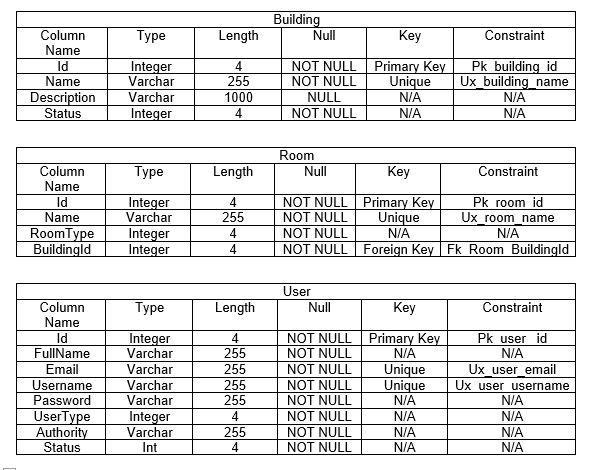 Building
Column Name Type Length Null Key Constraint
Id Integer 4 NOT NULL Primary Key Pk_building_id
Name Varchar 255 NOT NULL Unique Ux_building_name
Description Varchar 1000 NULL N/A N/A
Status Integer 4 NOT NULL N/A N/A
Room
Column Name Type Length Null Key Constraint
Id Integer 4 NOT NULL Primary Key Pk_room_id
Name Varchar 255 NOT NULL Unique Ux_room_name
RoomType Integer 4 NOT NULL N/A N/A
BuildingId Integer 4 NOT NULL Foreign Key Fk_Room_BuildingId
User
Column Name Type Length Null Key Constraint
Id Integer 4 NOT NULL Primary Key Pk_user_id
FullName Varchar 255 NOT NULL N/A N/A
Email Varchar 255 NOT NULL Unique Ux_user_email
Username Varchar 255 NOT NULL Unique Ux_user_username
Password Varchar 255 NOT NULL N/A N/A
UserType Integer 4 NOT NULL N/A N/A
Authority Varchar 255 NOT NULL N/A N/A
Status Int 4 NOT NULL N/A N/A